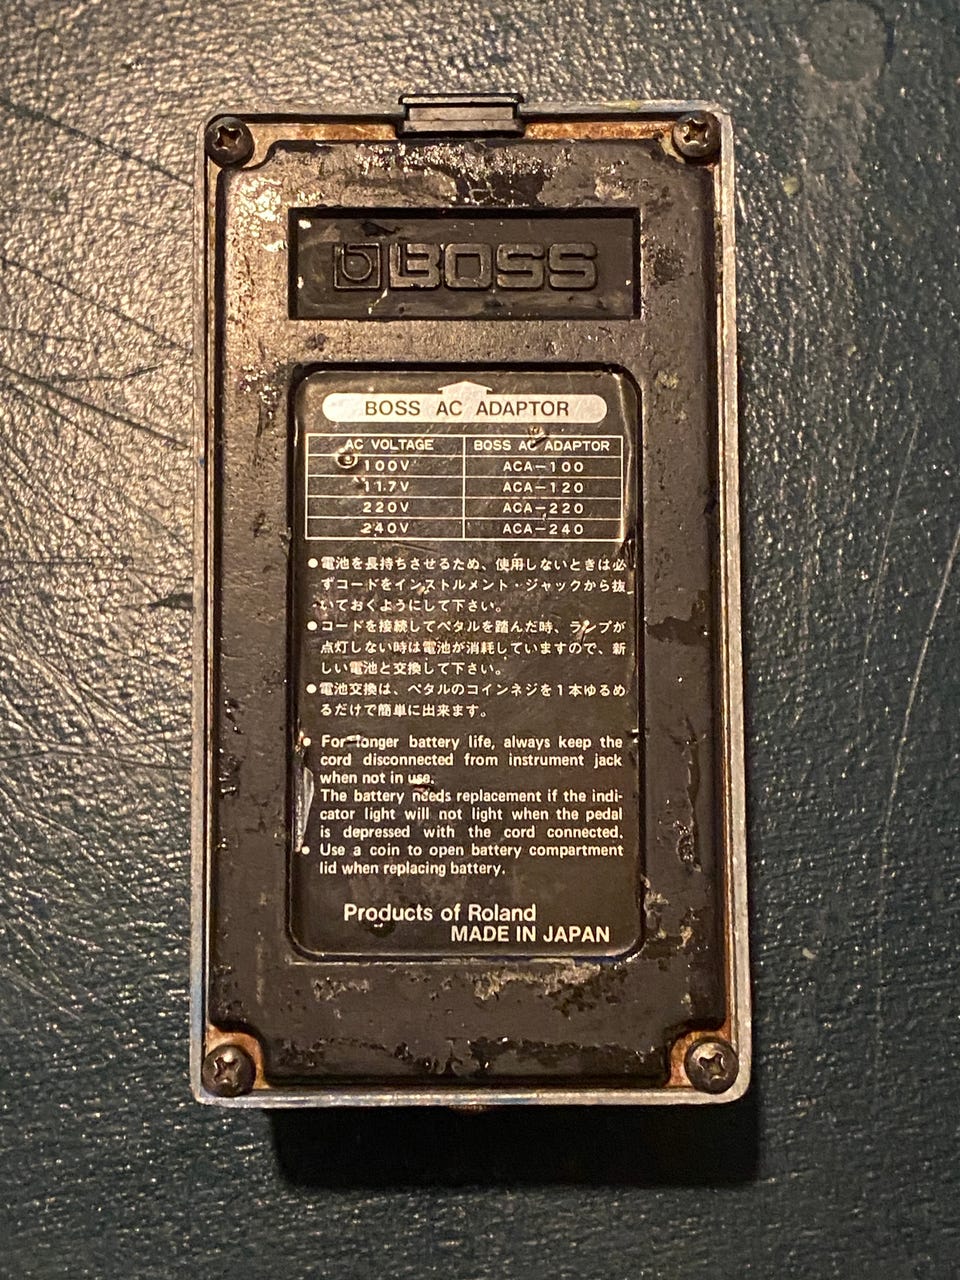 BOSS
BOSS AC ADAPTOR
AC VOLTAGE BOSS AC ADAPTOR
100V ACA-100
117V ACA-120
220V ACA-220
240V ACA-240
●電池を長持ちさせるため、使用しないときは必
ずコードをインストルメント・ジャックから抜
いておくようにして下さい。
●コードを接続してペタルを踏んだ時、ランプが
点灯しない時は電池が消耗していますので、新
しい電池と交換して下さい。
●電池交換は、ペタルのコインネジを1本ゆるめ
るだけで簡単に出来ます。
● For longer battery life, always keep the
cord disconnected from instrument jack
when not in use.
The battery needs replacement if the indi-
cator light will not light when the pedal
is depressed with the cord connected.
● Use a coin to open battery compartment
lid when replacing battery.
Products of Roland
MADE IN JAPAN